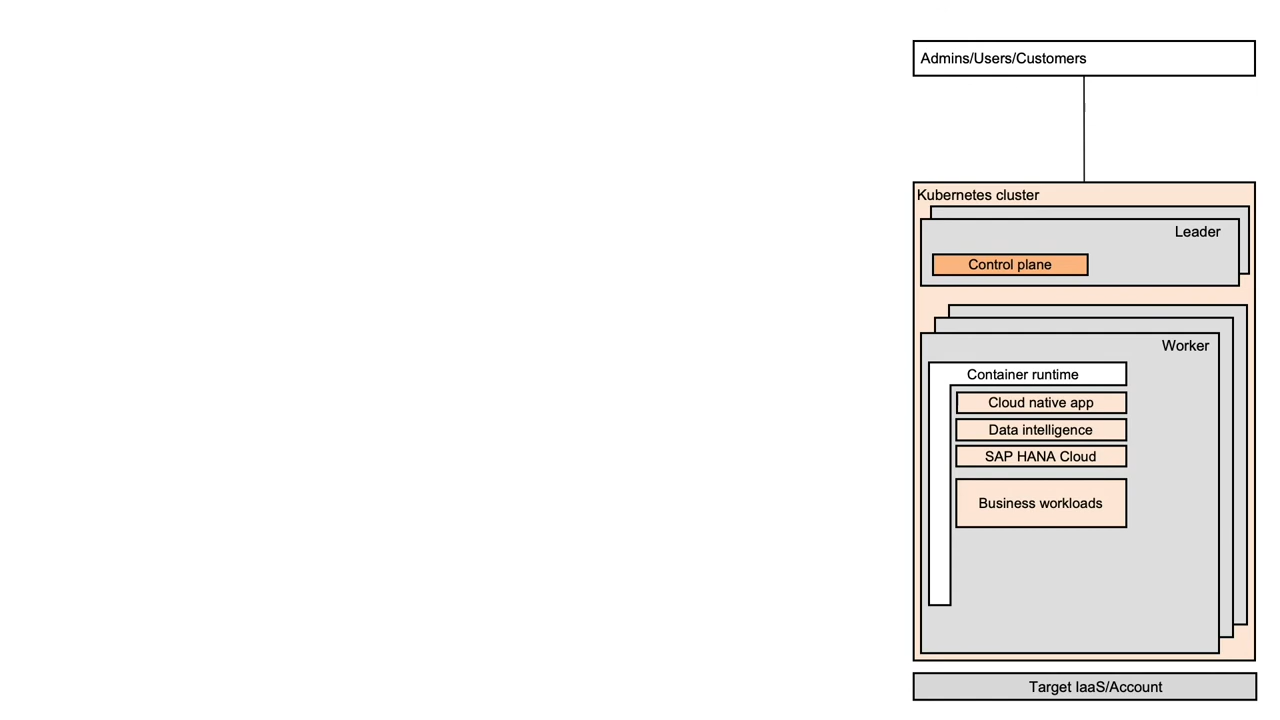 Admins/Users/Customers
Kubernetes cluster
Leader
Control plane
Worker
Container runtime
Cloud native app
Data intelligence
SAP HANA Cloud
Business workloads
Target IaaS/Account